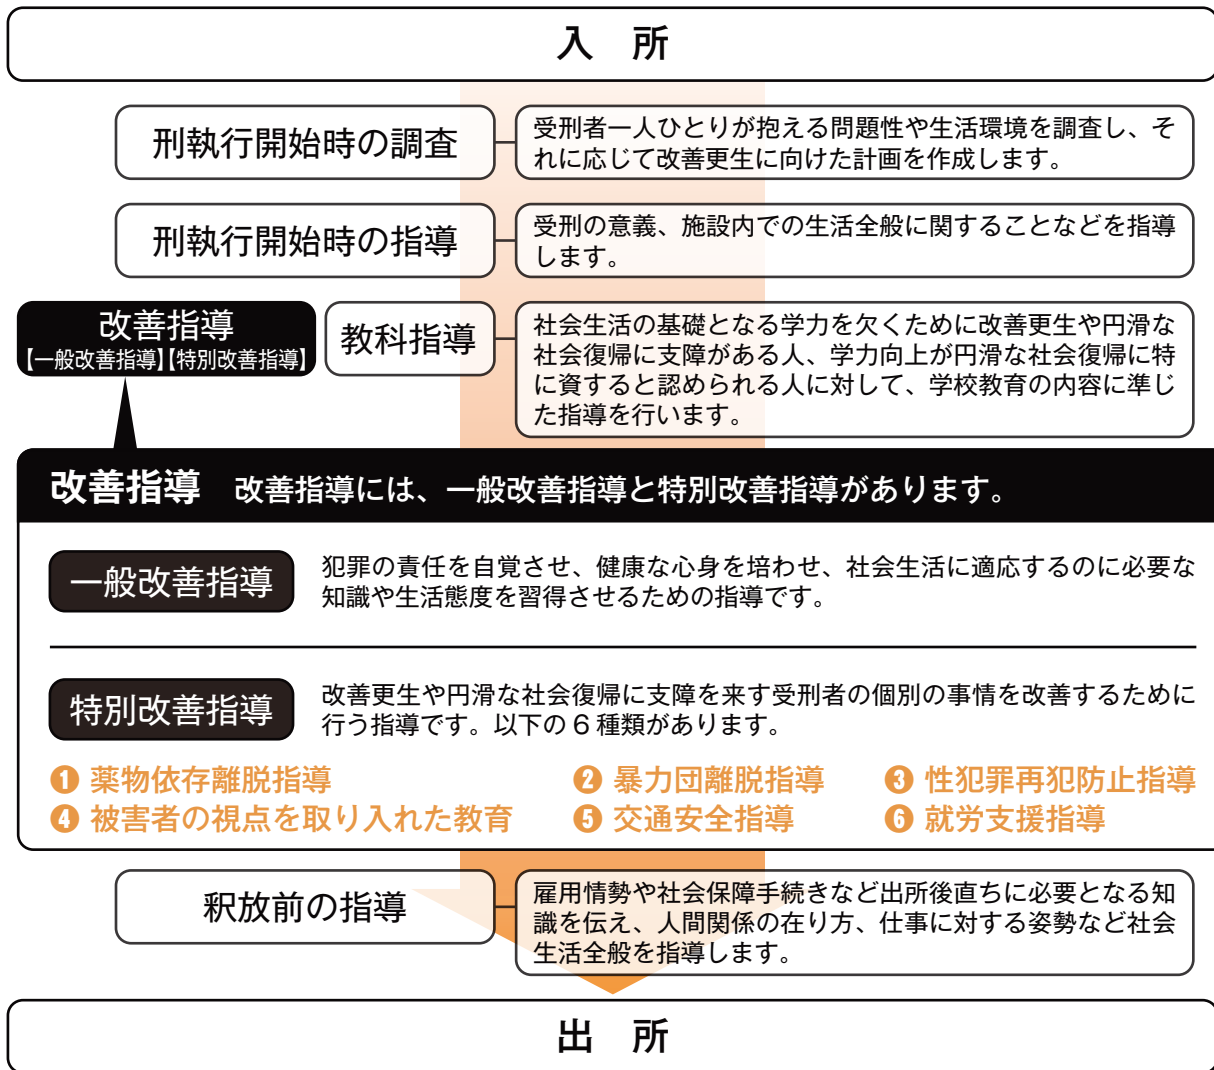 入　所
刑執行開始時の調査
受刑者一人ひとりが抱える問題性や生活環境を調査し、そ
れに応じて改善更生に向けた計画を作成します。
刑執行開始時の指導
受刑の意義、施設内での生活全般に関することなどを指導
します。
改善指導
【一般改善指導】【特別改善指導】
教科指導
社会生活の基礎となる学力を欠くために改善更生や円滑な
社会復帰に支障がある人、学力向上が円滑な社会復帰に特
に資すると認められる人に対して、学校教育の内容に準じ
た指導を行います。
改善指導　改善指導には、一般改善指導と特別改善指導があります。
一般改善指導
犯罪の責任を自覚させ、健康な心身を培わせ、社会生活に適応するのに必要な
知識や生活態度を習得させるための指導です。
特別改善指導
改善更生や円滑な社会復帰に支障を来す受刑者の個別の事情を改善するために
行う指導です。以下の６種類があります。
❶ 薬物依存離脱指導　❷ 暴力団離脱指導　❸ 性犯罪再犯防止指導
❹ 被害者の視点を取り入れた教育　❺ 交通安全指導　❻ 就労支援指導
釈放前の指導
雇用情勢や社会保障手続きなど出所後直ちに必要となる知
識を伝え、人間関係の在り方、仕事に対する姿勢など社会
生活全般を指導します。
出　所